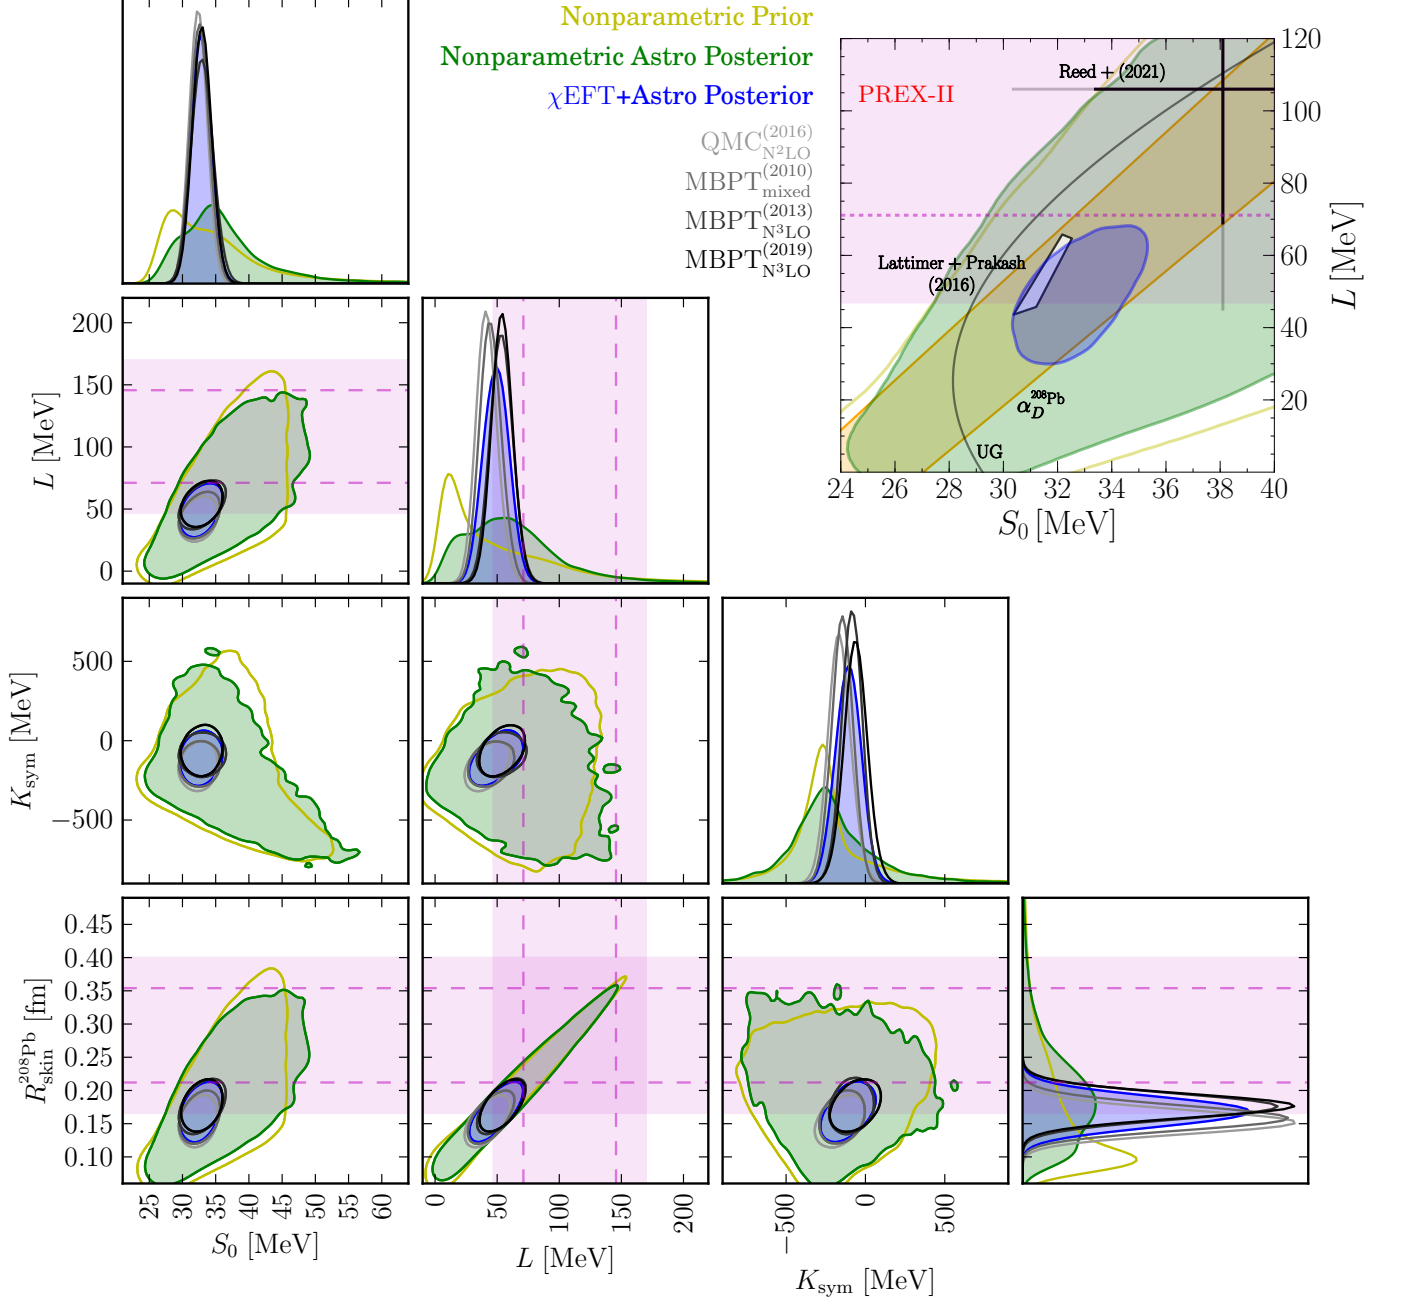 Nonparametric Prior
Nonparametric Astro Posterior
χEFT+Astro Posterior
QMC^{(2016)}_{N²LO}
MBPT^{(2010)}_{mixed}
MBPT^{(2013)}_{N³LO}
MBPT^{(2019)}_{N³LO}
PREX-II
Reed + (2021)
Lattimer + Prakash
(2016)
α_D^{208Pb}
UG
120
100
80
60
40
20
L [MeV]
24 26 28 30 32 34 36 38 40
S₀ [MeV]
200
150
100
50
0
L [MeV]
500
0
−500
K_sym [MeV]
0.45
0.40
0.35
0.30
0.25
0.20
0.15
0.10
R^{208Pb}_{skin} [fm]
25 30 35 40 45 50 55 60
S₀ [MeV]
0 50 100 150 200
L [MeV]
−500 0 500
K_sym [MeV]